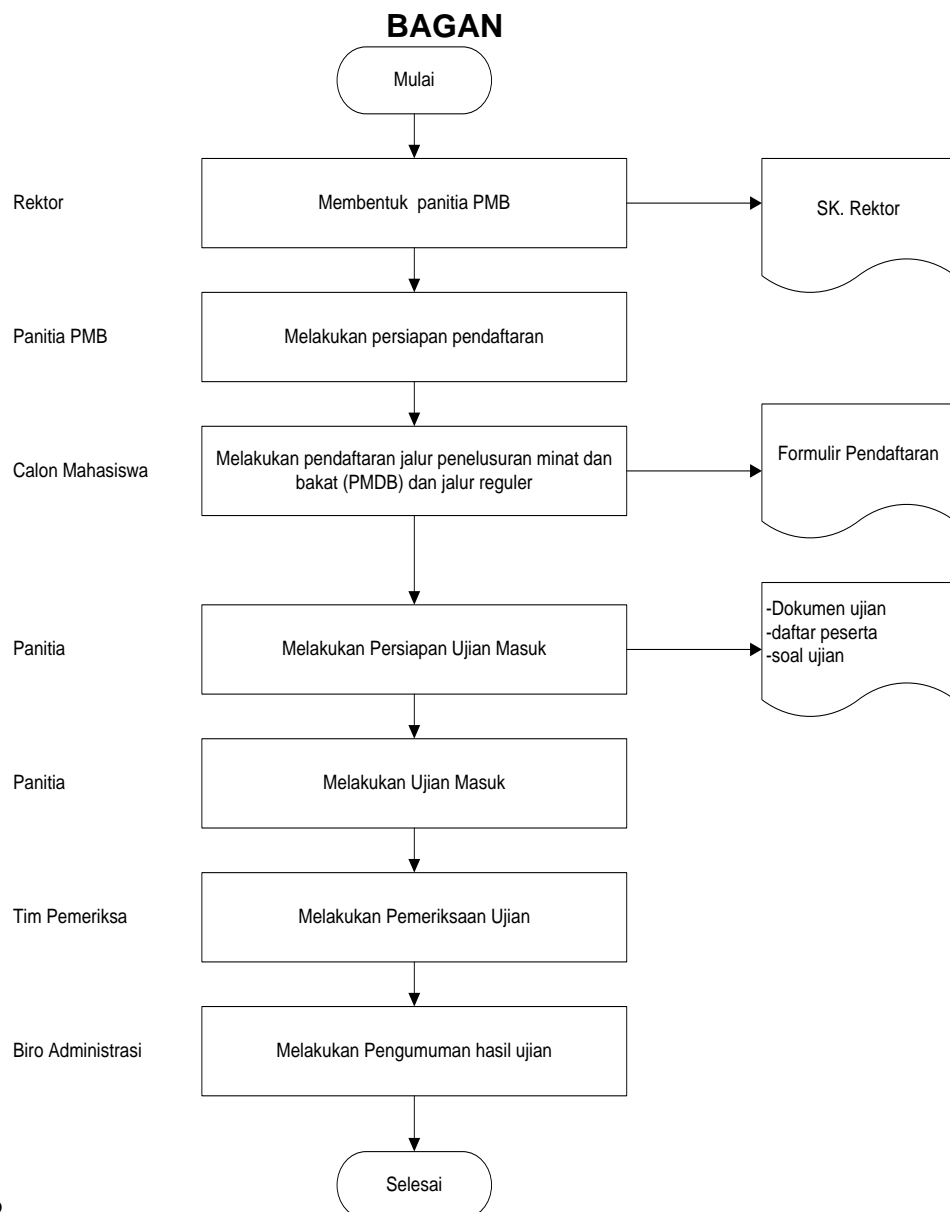 BAGAN
Mulai
Rektor
Membentuk panitia PMB
SK. Rektor
Panitia PMB
Melakukan persiapan pendaftaran
Calon Mahasiswa
Melakukan pendaftaran jalur penelusuran minat dan
bakat (PMDB) dan jalur reguler
Formulir Pendaftaran
Panitia
Melakukan Persiapan Ujian Masuk
-Dokumen ujian
-daftar peserta
-soal ujian
Panitia
Melakukan Ujian Masuk
Tim Pemeriksa
Melakukan Pemeriksaan Ujian
Biro Administrasi
Melakukan Pengumuman hasil ujian
Selesai